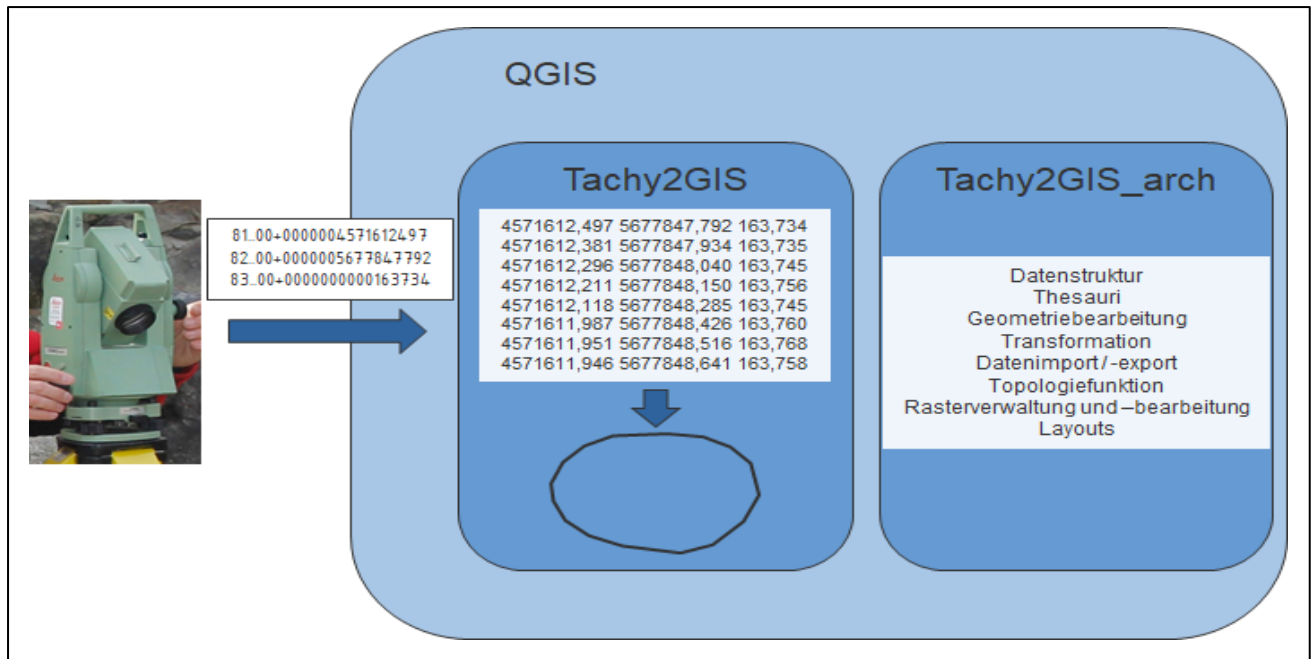 QGIS
Tachy2GIS
Tachy2GIS_arch
81..00+0000004571612497
82..00+0000005677847792
83..00+0000000000163734
4571612,497 5677847,792 163,734
4571612,381 5677847,934 163,735
4571612,296 5677848,040 163,745
4571612,211 5677848,150 163,756
4571612,118 5677848,285 163,745
4571611,987 5677848,426 163,760
4571611,951 5677848,516 163,768
4571611,946 5677848,641 163,758
Datenstruktur
Thesauri
Geometriebearbeitung
Transformation
Datenimport/-export
Topologiefunktion
Rasterverwaltung und –bearbeitung
Layouts